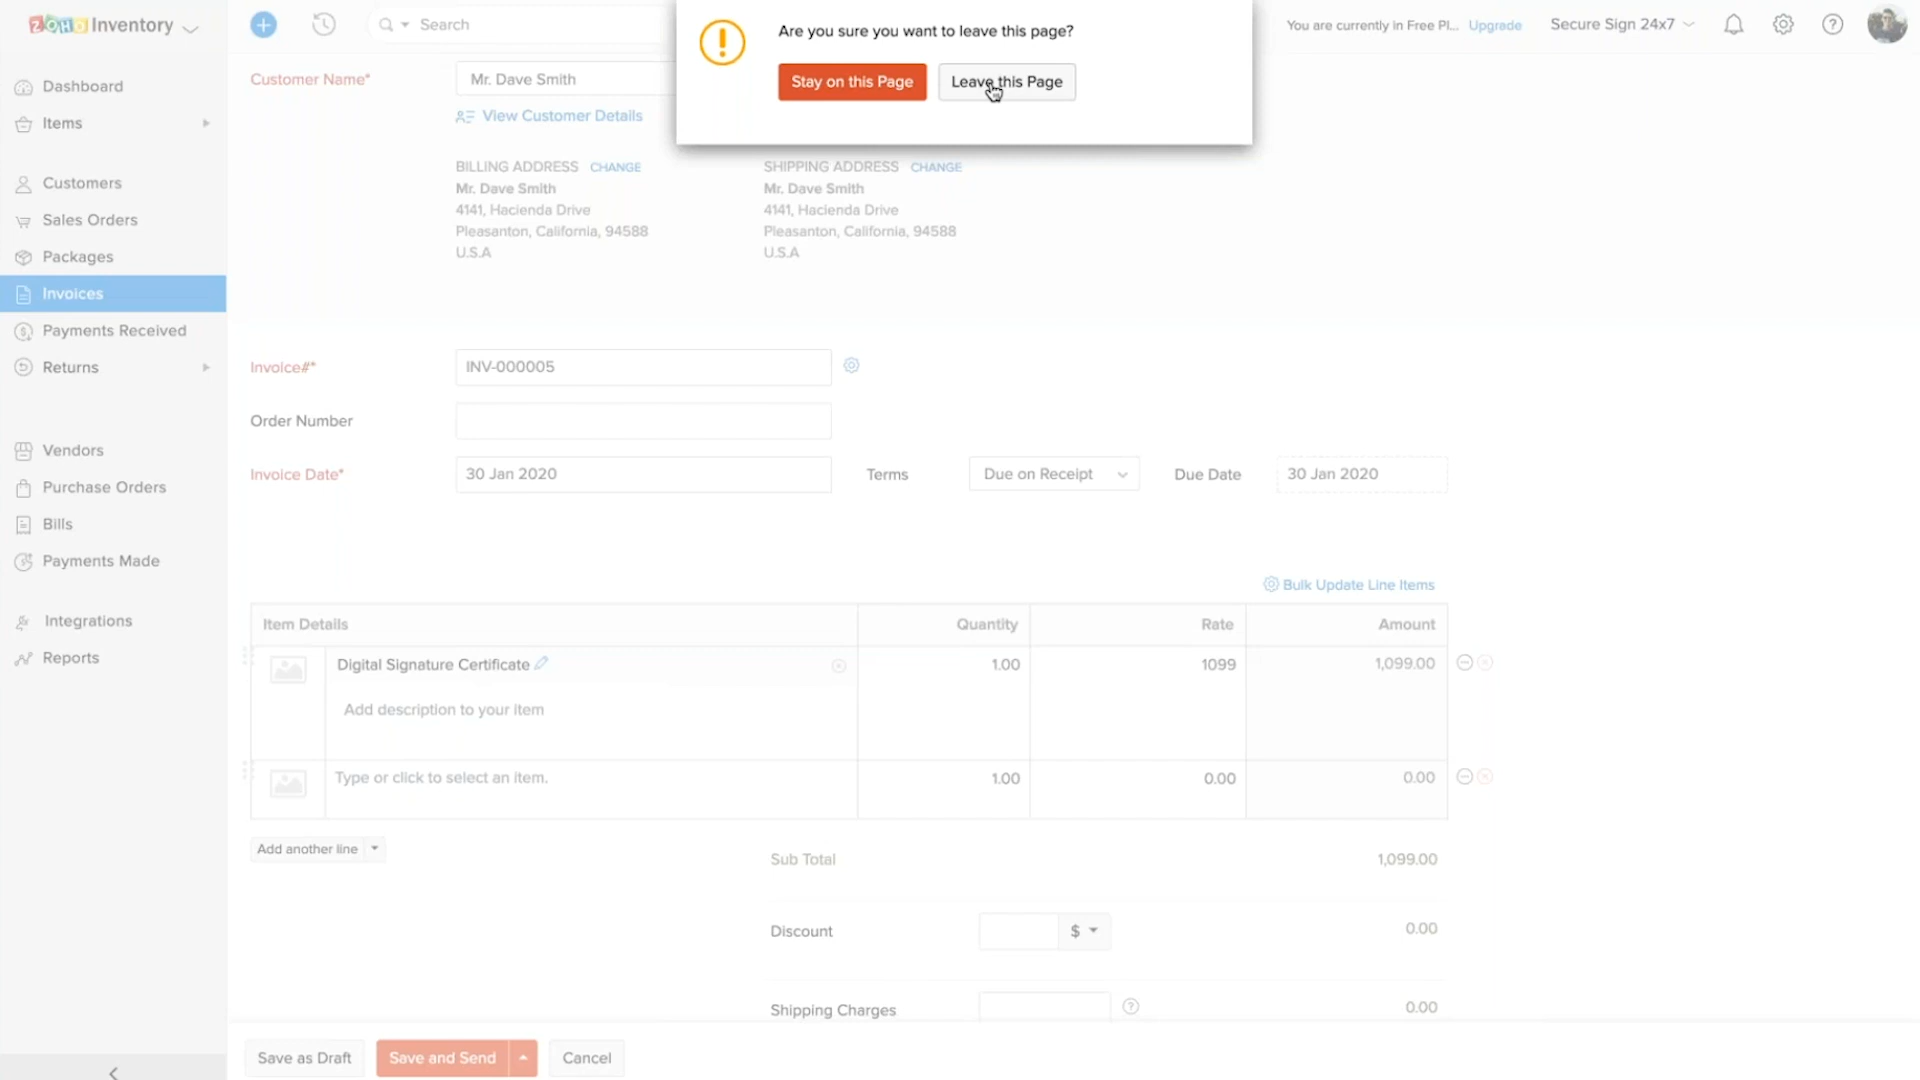 ZOHO Inventory
Search
Are you sure you want to leave this page?
Stay on this Page
Leave this Page
You are currently in Free Pl... Upgrade
Secure Sign 24x7
Dashboard
Items
Customers
Sales Orders
Packages
Invoices
Payments Received
Returns
Vendors
Purchase Orders
Bills
Payments Made
Integrations
Reports
Customer Name*
Mr. Dave Smith
View Customer Details
BILLING ADDRESS CHANGE
Mr. Dave Smith
4141, Hacienda Drive
Pleasanton, California, 94588
U.S.A
SHIPPING ADDRESS CHANGE
Mr. Dave Smith
4141, Hacienda Drive
Pleasanton, California, 94588
U.S.A
Invoice#* INV-000005
Order Number
Invoice Date* 30 Jan 2020 Terms Due on Receipt Due Date 30 Jan 2020
Bulk Update Line Items
Item Details Quantity Rate Amount
Digital Signature Certificate 1.00 1099 1,099.00
Add description to your item
Type or click to select an item. 1.00 0.00 0.00
Add another line
Sub Total 1,099.00
Discount $ 0.00
Shipping Charges ? 0.00
Save as Draft Save and Send Cancel